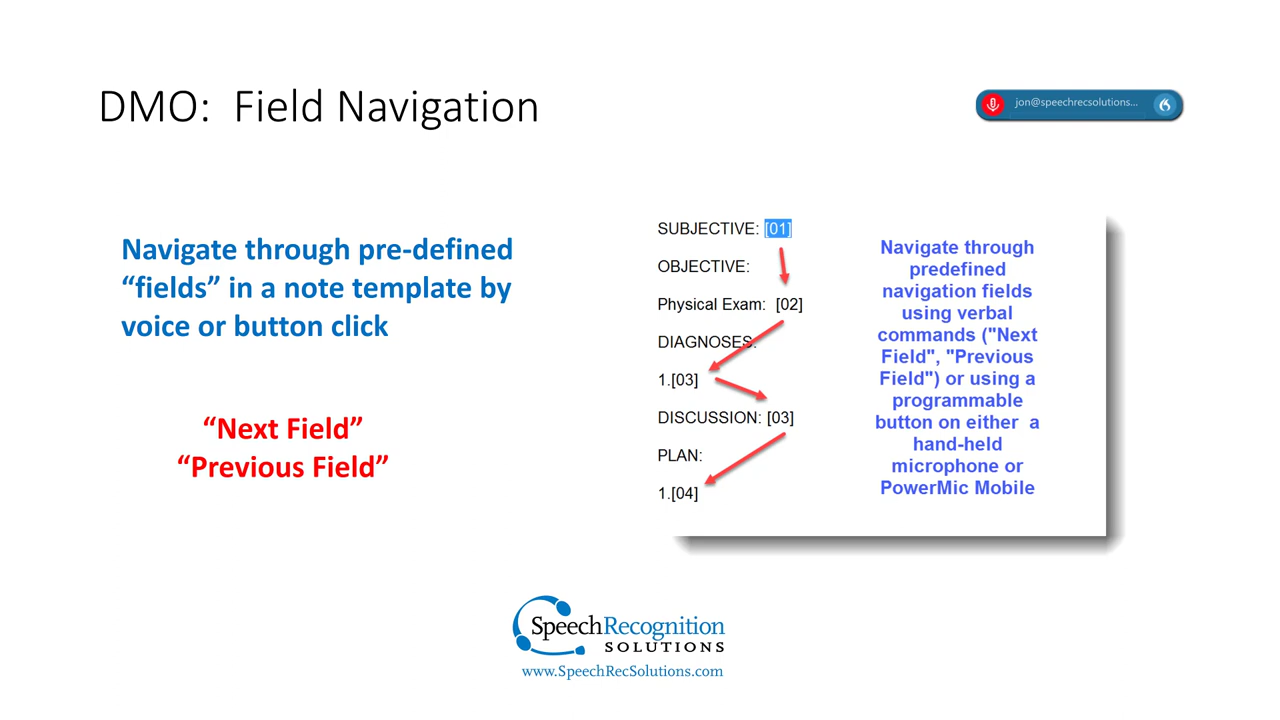 DMO:  Field Navigation
jon@speechrecsolutions...
Navigate through pre-defined
“fields” in a note template by
voice or button click
“Next Field”
“Previous Field”
SUBJECTIVE: [01]
OBJECTIVE:
Physical Exam:  [02]
DIAGNOSES:
1.[03]
DISCUSSION: [03]
PLAN:
1.[04]
Navigate through
predefined
navigation fields
using verbal
commands ("Next
Field", "Previous
Field") or using a
programmable
button on either  a
hand-held
microphone or
PowerMic Mobile
SpeechRecognition
SOLUTIONS
www.SpeechRecSolutions.com